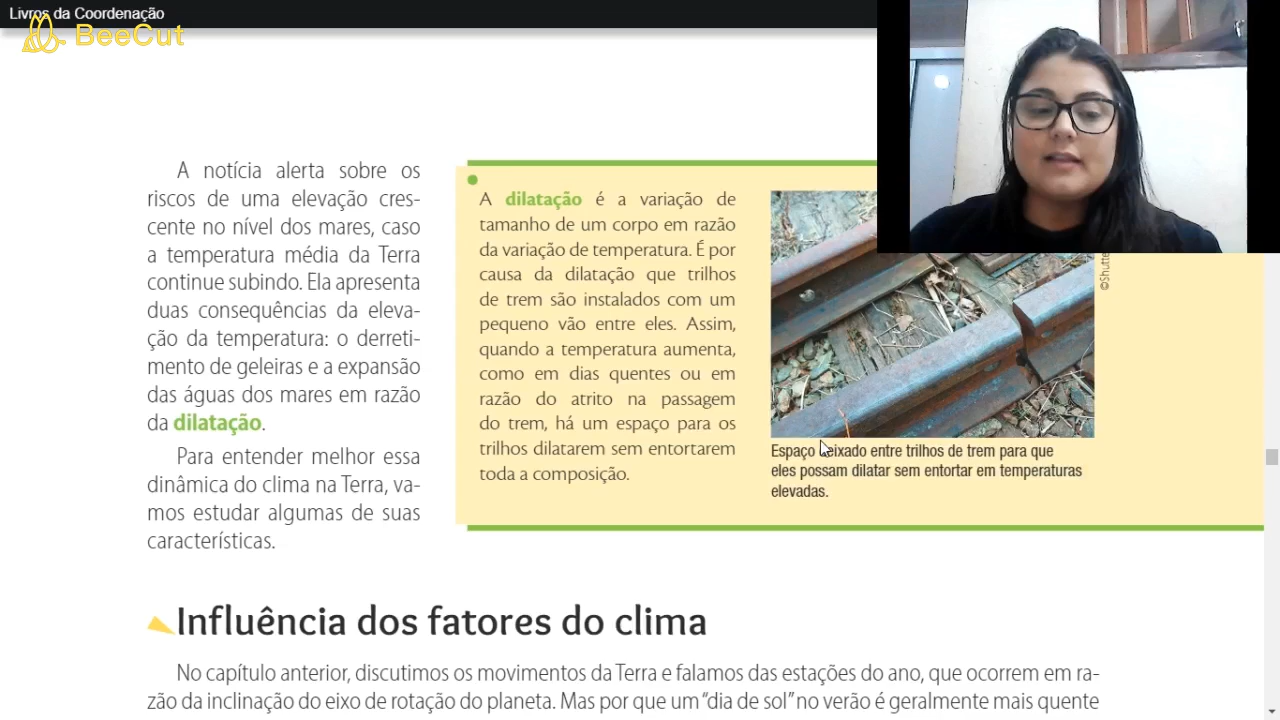 Livros da Coordenação
BeeCut
A notícia alerta sobre os
riscos de uma elevação cres-
cente no nível dos mares, caso
a temperatura média da Terra
continue subindo. Ela apresenta
duas consequências da eleva-
ção da temperatura: o derreti-
mento de geleiras e a expansão
das águas dos mares em razão
da dilatação.
Para entender melhor essa
dinâmica do clima na Terra, va-
mos estudar algumas de suas
características.
A dilatação é a variação de
tamanho de um corpo em razão
da variação de temperatura. É por
causa da dilatação que trilhos
de trem são instalados com um
pequeno vão entre eles. Assim,
quando a temperatura aumenta,
como em dias quentes ou em
razão do atrito na passagem
do trem, há um espaço para os
trilhos dilatarem sem entortarem
toda a composição.
Espaço deixado entre trilhos de trem para que
eles possam dilatar sem entortar em temperaturas
elevadas.
Influência dos fatores do clima
No capítulo anterior, discutimos os movimentos da Terra e falamos das estações do ano, que ocorrem em ra-
zão da inclinação do eixo de rotação do planeta. Mas por que um “dia de sol” no verão é geralmente mais quente